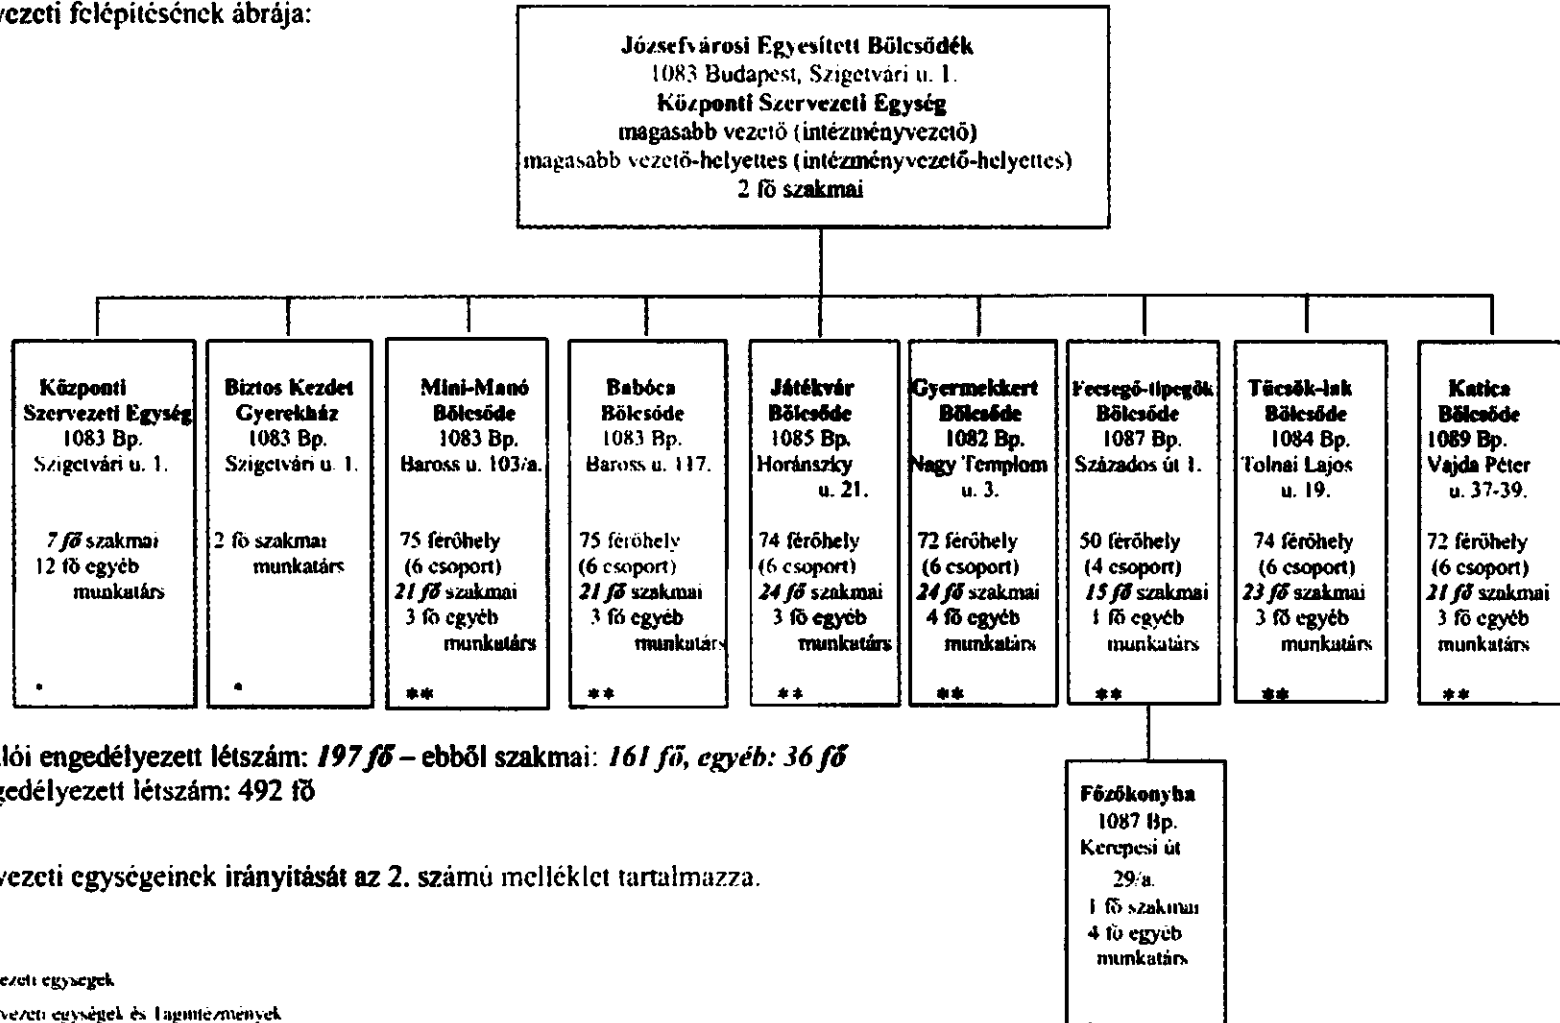 vezeti felépítésének ábrája:
Józsefvárosi Egyesített Bölcsődék
1083 Budapest, Szigetvári u. 1.
Központi Szervezeti Egység
magasabb vezető (intézményvezető)
magasabb vezető-helyettes (intézményvezető-helyettes)
2 fő szakmai
Központi
Szervezeti Egység
1083 Bp.
Szigetvári u. 1.
7 fő szakmai
12 fő egyéb
munkatárs
*
Biztos Kezdet
Gyerekház
1083 Bp.
Szigetvári u. 1.
2 fő szakmai
munkatárs
*
Mini-Manó
Bölcsőde
1083 Bp.
Baross u. 103/a.
75 férőhely
(6 csoport)
21 fő szakmai
3 fő egyéb
munkatárs
**
Babóca
Bölcsőde
1083 Bp.
Baross u. 117.
75 férőhely
(6 csoport)
21 fő szakmai
3 fő egyéb
munkatárs
**
Játékvár
Bölcsőde
1085 Bp.
Horánszky
u. 21.
74 férőhely
(6 csoport)
24 fő szakmai
3 fő egyéb
munkatárs
**
Gyermekkert
Bölcsőde
1082 Bp.
Nagy Templom
u. 3.
72 férőhely
(6 csoport)
24 fő szakmai
4 fő egyéb
munkatárs
**
Fecsegő-tipegők
Bölcsőde
1087 Bp.
Százados út 1.
50 férőhely
(4 csoport)
15 fő szakmai
1 fő egyéb
munkatárs
**
Tücsök-lak
Bölcsőde
1084 Bp.
Tolnai Lajos
u. 19.
74 férőhely
(6 csoport)
23 fő szakmai
3 fő egyéb
munkatárs
**
Katica
Bölcsőde
1089 Bp.
Vajda Péter
u. 37-39.
72 férőhely
(6 csoport)
21 fő szakmai
3 fő egyéb
munkatárs
**
Főzőkonyha
1087 Bp.
Kerepesi út
29/a.
1 fő szakmai
4 fő egyéb
munkatárs
lói engedélyezett létszám: 197 fő – ebből szakmai: 161 fő, egyéb: 36 fő
gedélyezett létszám: 492 fő
vezeti egységeinek irányítását az 2. számú melléklet tartalmazza.
ezeti egységek
vezeti egységek és Tagintézmények